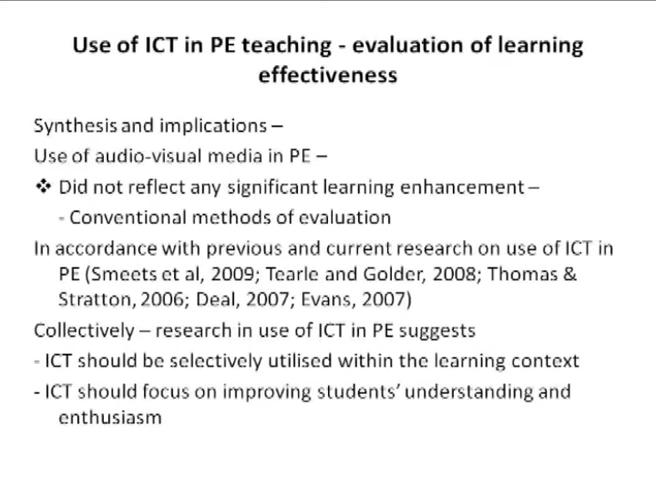 Use of ICT in PE teaching - evaluation of learning
effectiveness
Synthesis and implications –
Use of audio-visual media in PE –
❖ Did not reflect any significant learning enhancement –
- Conventional methods of evaluation
In accordance with previous and current research on use of ICT in
PE (Smeets et al, 2009; Tearle and Golder, 2008; Thomas &
Stratton, 2006; Deal, 2007; Evans, 2007)
Collectively – research in use of ICT in PE suggests
- ICT should be selectively utilised within the learning context
- ICT should focus on improving students’ understanding and
enthusiasm